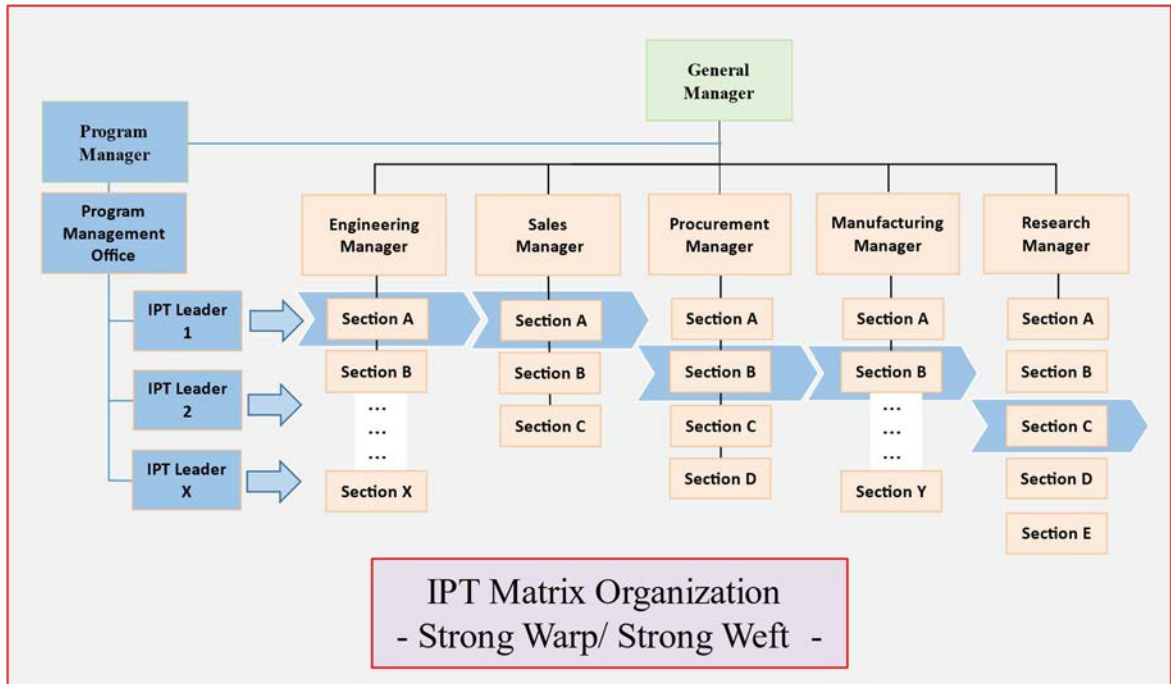 General
Manager
Program
Manager
Program
Management
Office
Engineering
Manager
Sales
Manager
Procurement
Manager
Manufacturing
Manager
Research
Manager
IPT Leader
1
IPT Leader
2
IPT Leader
X
Section A
Section B
...
...
...
Section X
Section A
Section B
Section C
Section A
Section B
Section C
Section D
Section A
Section B
...
...
...
Section Y
Section A
Section B
Section C
Section D
Section E
IPT Matrix Organization
- Strong Warp/ Strong Weft -